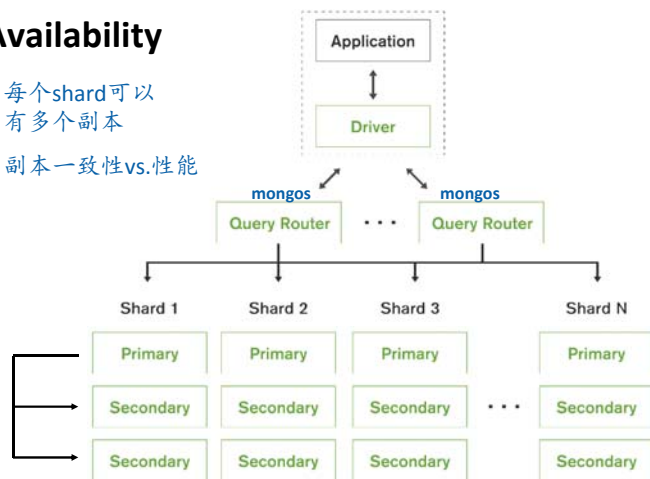 Availability
每个shard可以
有多个副本
副本一致性vs.性能
Application
Driver
mongos mongos
Query Router ... Query Router
Shard 1 Shard 2 Shard 3 Shard N
Primary Primary Primary Primary
Secondary Secondary Secondary ... Secondary
Secondary Secondary Secondary Secondary